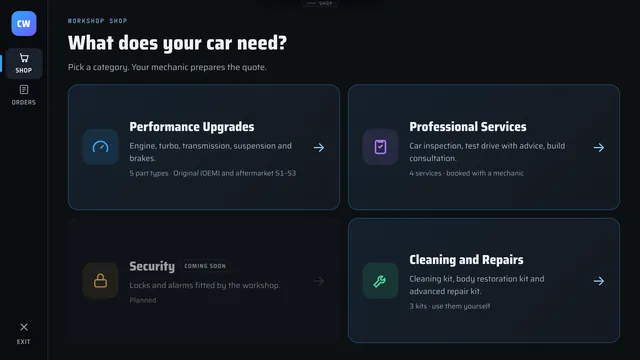 SHOP
CW
WORKSHOP SHOP
What does your car need?
Pick a category. Your mechanic prepares the quote.
SHOP
ORDERS
Performance Upgrades
Engine, turbo, transmission, suspension and
brakes.
5 part types · Original (OEM) and aftermarket S1–S3
Professional Services
Car inspection, test drive with advice, build
consultation.
4 services · booked with a mechanic
Security COMING SOON
Locks and alarms fitted by the workshop.
Planned
Cleaning and Repairs
Cleaning kit, body restoration kit and
advanced repair kit.
3 kits · use them yourself
EXIT